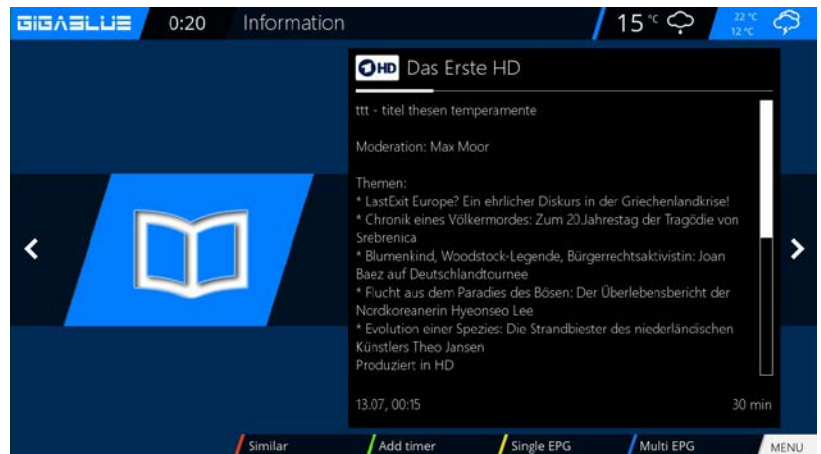 GIGABLUE 0:20 Information 15 °C 22 °C
12 °C
HD Das Erste HD
ttt - titel thesen temperamente
Moderation: Max Moor
Themen:
* LastExit Europe? Ein ehrlicher Diskurs in der Griechenlandkrise!
* Chronik eines Völkermordes: Zum 20.Jahrestag der Tragödie von
Srebrenica
* Blumenkind, Woodstock-Legende, Bürgerrechtsaktivistin: Joan
Baez auf Deutschlandtournee
* Flucht aus dem Paradies des Bösen: Der Überlebensbericht der
Nordkoreanerin Hyeonseo Lee
* Evolution einer Spezies: Die Strandbiester des niederländischen
Künstlers Theo Jansen
Produziert in HD
13.07, 00:15 30 min
Similar Add timer Single EPG Multi EPG MENU